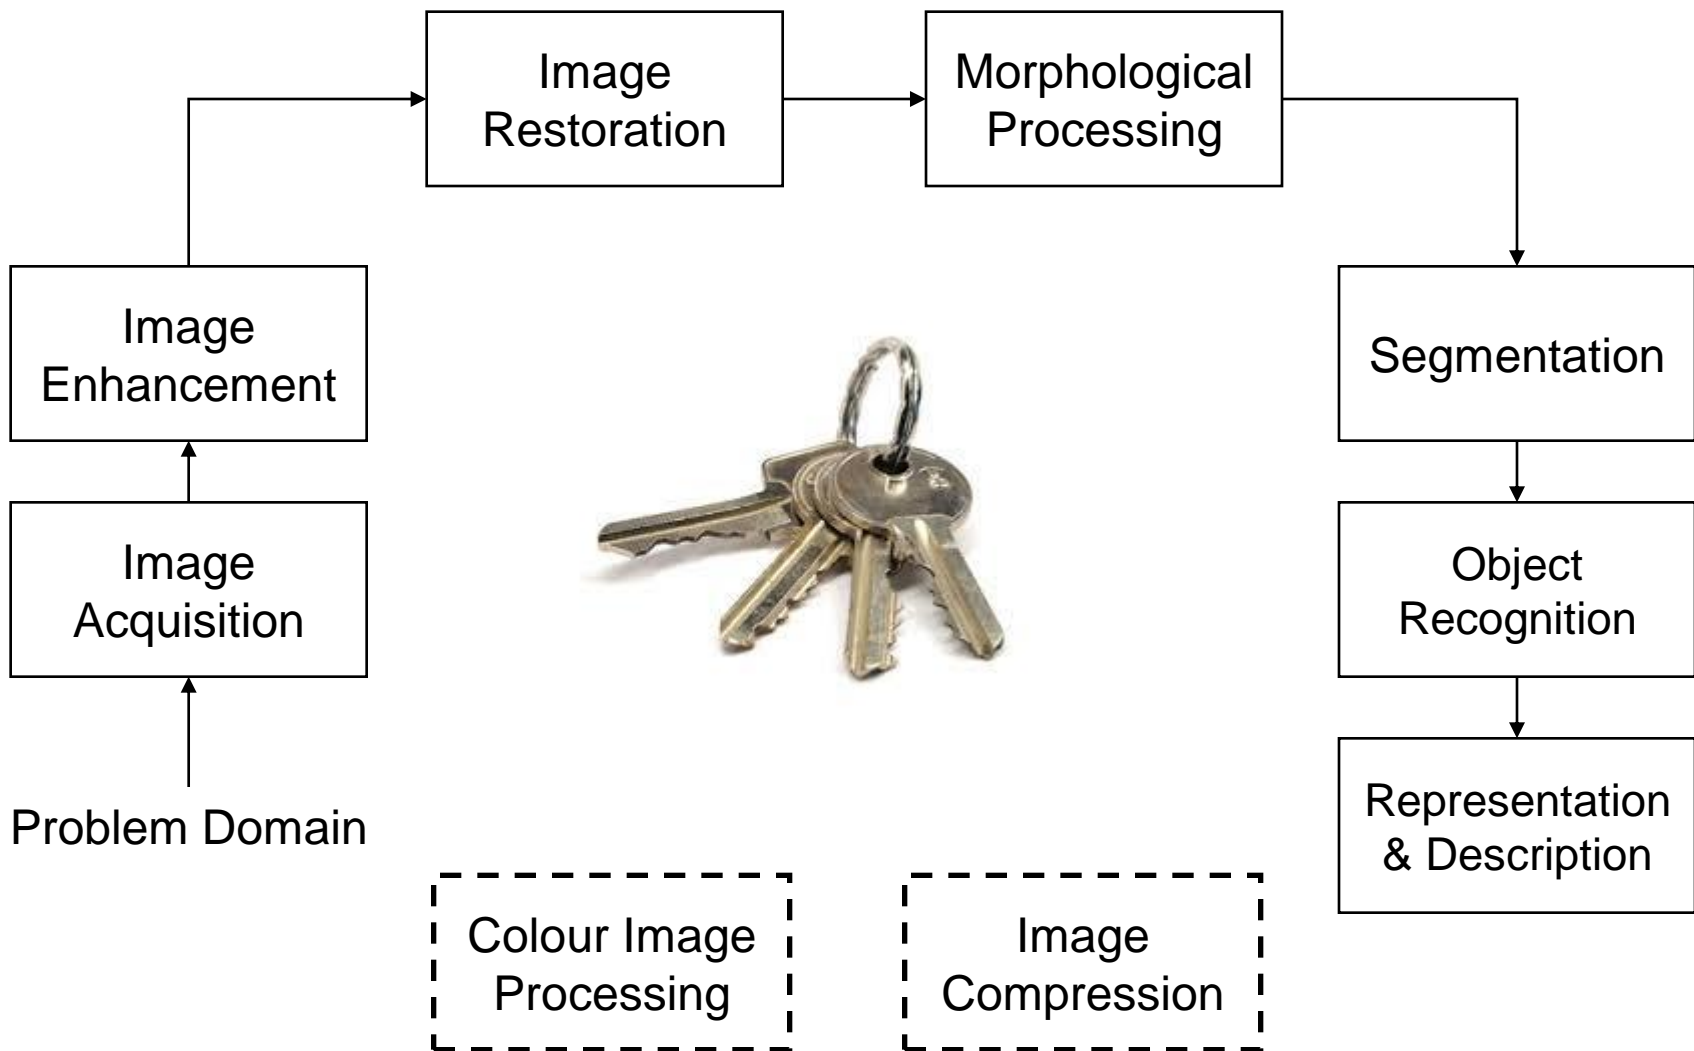 Image
Restoration
Morphological
Processing
Image
Enhancement
Segmentation
Image
Acquisition
Object
Recognition
Problem Domain
Representation
& Description
Colour Image
Processing
Image
Compression